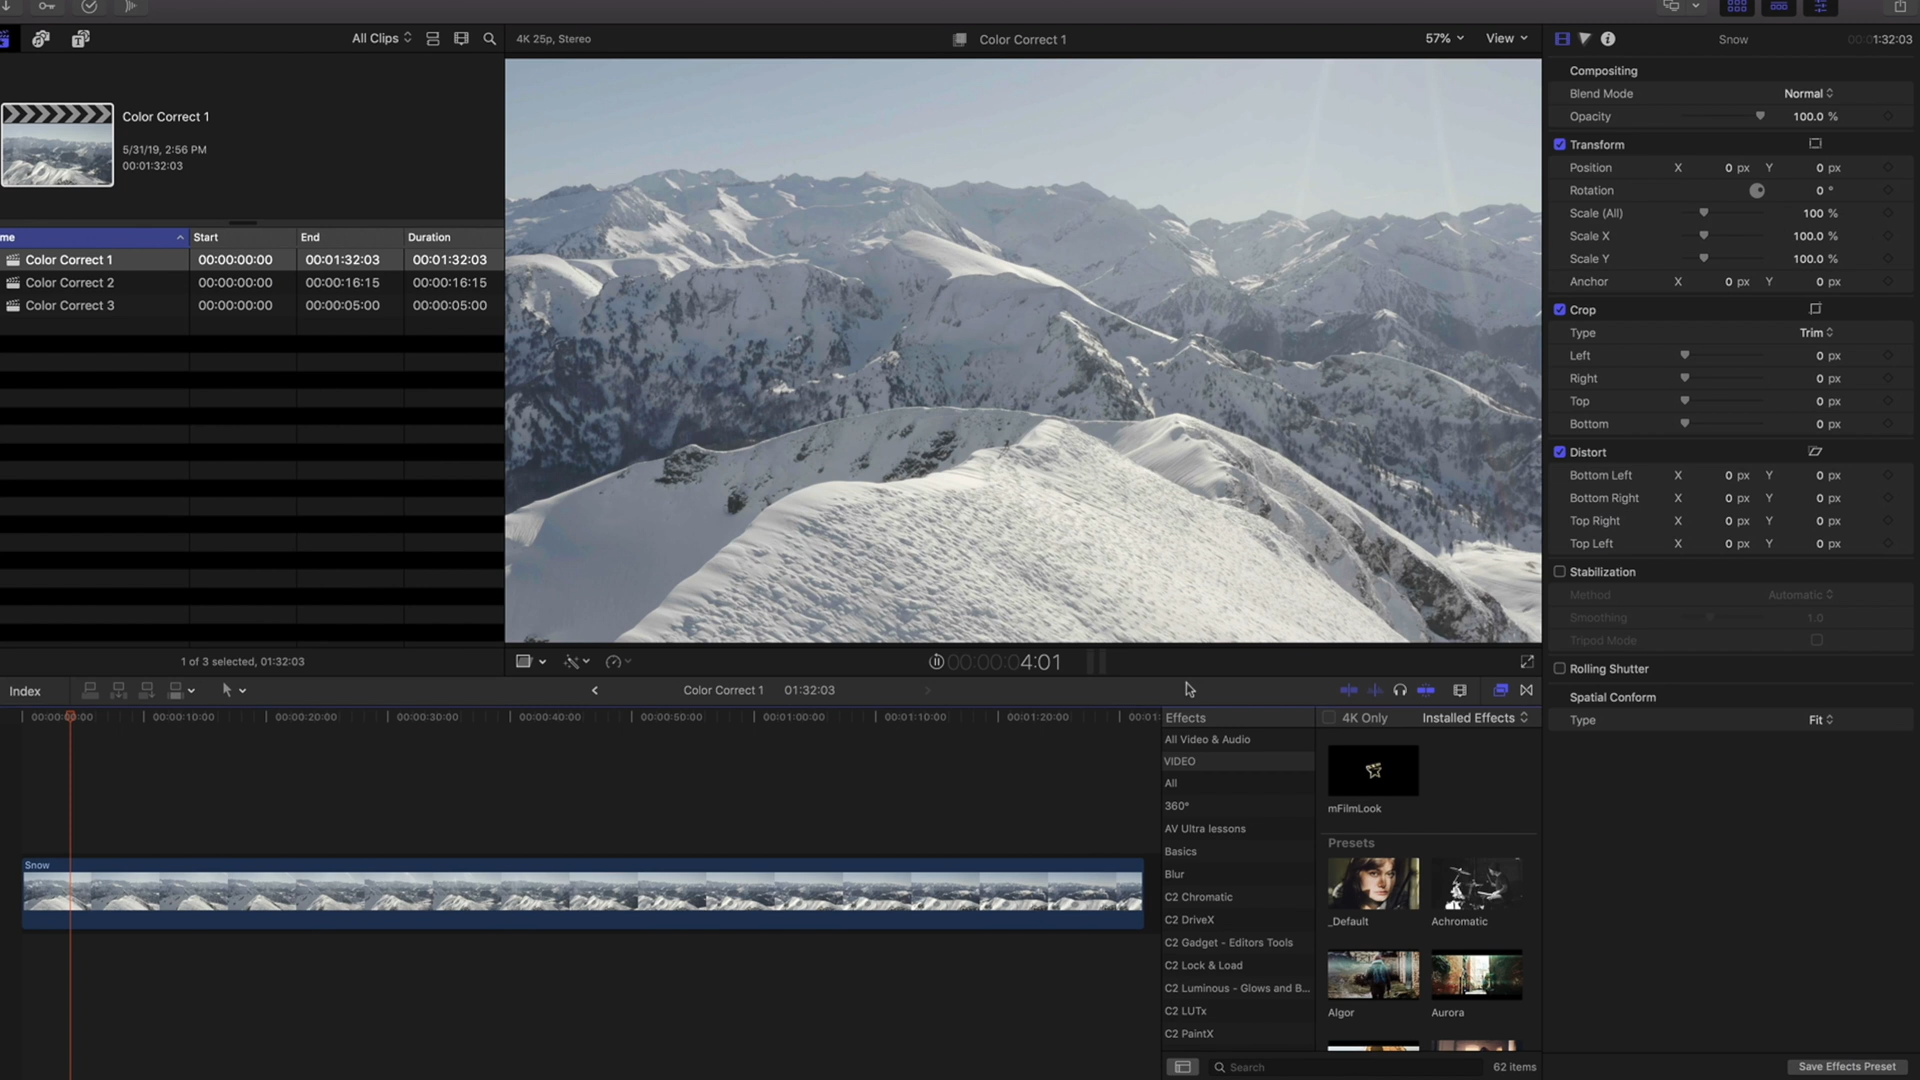 All Clips
4K 25p, Stereo
Color Correct 1
57%
View
Snow
00:01:32:03
Color Correct 1
5/31/19, 2:56 PM
00:01:32:03
me
Start
End
Duration
Color Correct 1
00:00:00:00
00:01:32:03
00:01:32:03
Color Correct 2
00:00:00:00
00:00:16:15
00:00:16:15
Color Correct 3
00:00:00:00
00:00:05:00
00:00:05:00
1 of 3 selected, 01:32:03
00:00:04:01
Compositing
Blend Mode
Normal
Opacity
100.0 %
Transform
Position X 0 px Y 0 px
Rotation 0 °
Scale (All) 100 %
Scale X 100.0 %
Scale Y 100.0 %
Anchor X 0 px Y 0 px
Crop
Type Trim
Left 0 px
Right 0 px
Top 0 px
Bottom 0 px
Distort
Bottom Left X 0 px Y 0 px
Bottom Right X 0 px Y 0 px
Top Right X 0 px Y 0 px
Top Left X 0 px Y 0 px
Stabilization
Method Automatic
Smoothing 1.0
Tripod Mode
Rolling Shutter
Spatial Conform
Type Fit
Save Effects Preset
Index
Color Correct 1
01:32:03
00:00:00:00
00:00:10:00
00:00:20:00
00:00:30:00
00:00:40:00
00:00:50:00
00:01:00:00
00:01:10:00
00:01:20:00
00:01:
Snow
Effects
4K Only
Installed Effects
All Video & Audio
VIDEO
All
360°
AV Ultra lessons
Basics
Blur
C2 Chromatic
C2 DriveX
C2 Gadget - Editors Tools
C2 Lock & Load
C2 Luminous - Glows and B...
C2 LUTx
C2 PaintX
mFilmLook
Presets
_Default
Achromatic
Algor
Aurora
Search
62 items